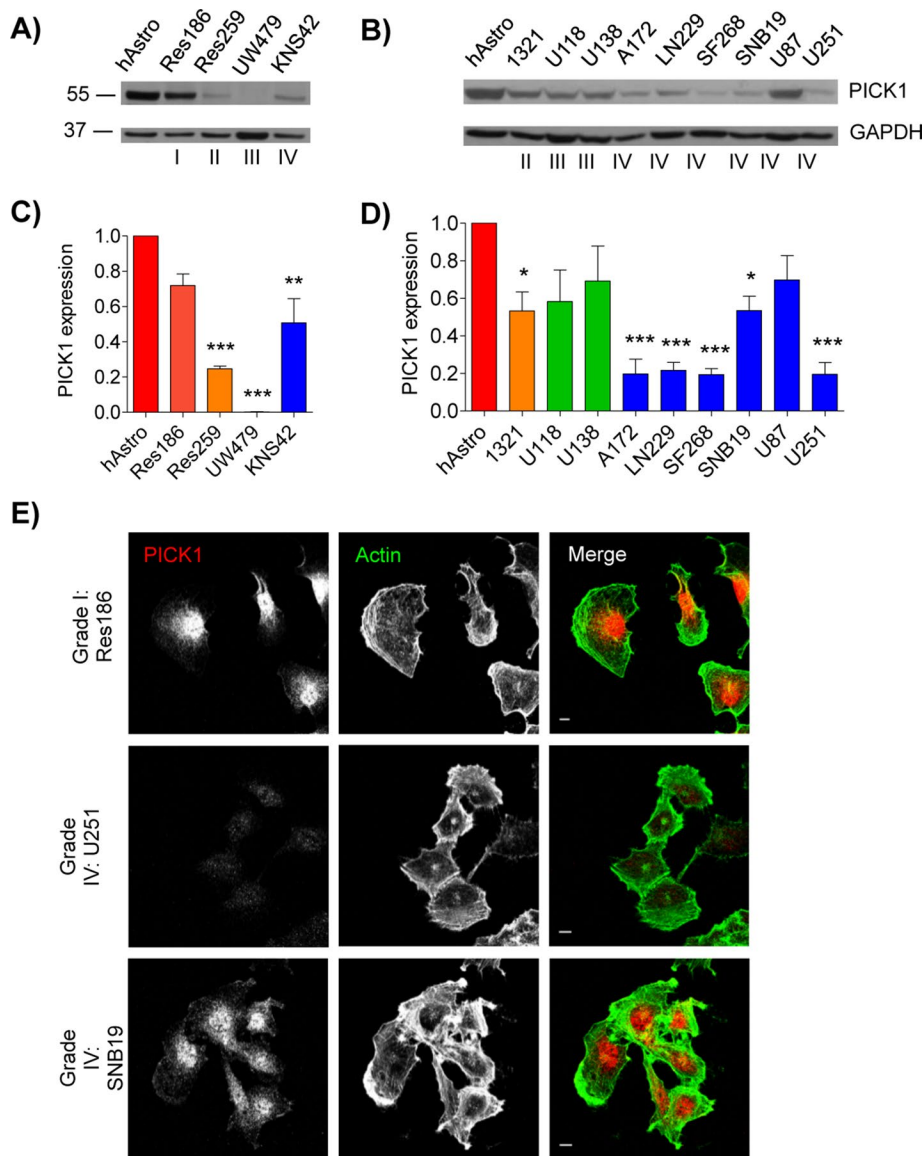 A)
hAstro Res186 Res259 UW479 KNS42
55
37
I II III IV
B)
hAstro 1321 U118 U138 A172 LN229 SF268 SNB19 U87 U251
PICK1
GAPDH
II III III IV IV IV IV IV IV
C)
PICK1 expression
1.0
0.8
0.6
0.4
0.2
0.0
*** *** **
hAstro Res186 Res259 UW479 KNS42
D)
PICK1 expression
1.0
0.8
0.6
0.4
0.2
0.0
* *** *** *** * ***
hAstro 1321 U118 U138 A172 LN229 SF268 SNB19 U87 U251
E)
PICK1 Actin Merge
Grade I:
Res186
Grade
IV: U251
Grade
IV:
SNB19